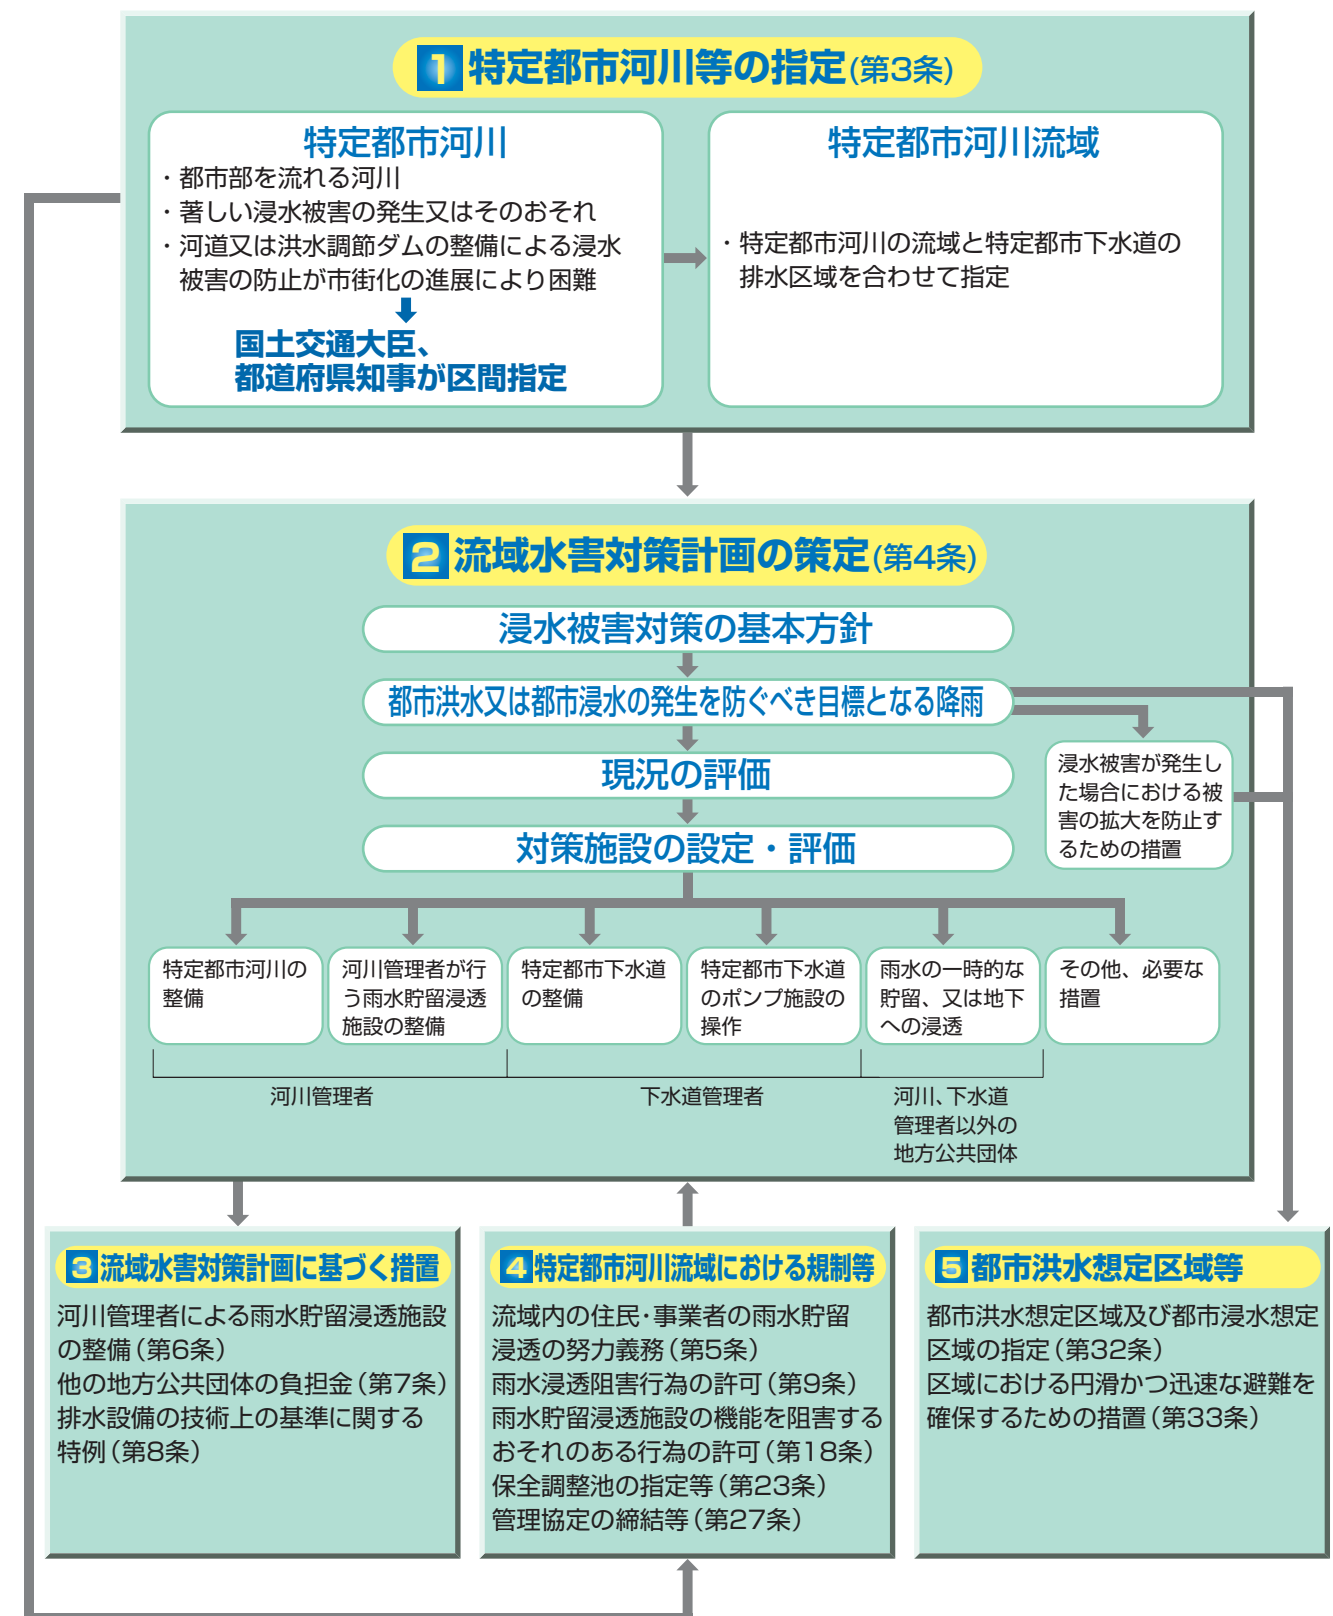 1 特定都市河川等の指定(第3条)
特定都市河川
・都市部を流れる河川
・著しい浸水被害の発生又はそのおそれ
・河道又は洪水調節ダムの整備による浸水
被害の防止が市街化の進展により困難
国土交通大臣、
都道府県知事が区間指定
特定都市河川流域
・特定都市河川の流域と特定都市下水道の
排水区域を合わせて指定
2 流域水害対策計画の策定(第4条)
浸水被害対策の基本方針
都市洪水又は都市浸水の発生を防ぐべき目標となる降雨
現況の評価
対策施設の設定・評価
浸水被害が発生し
た場合における被
害の拡大を防止す
るための措置
特定都市河川の
整備
河川管理者が行
う雨水貯留浸透
施設の整備
特定都市下水道
の整備
特定都市下水道
のポンプ施設の
操作
雨水の一時的な
貯留、又は地下
への浸透
その他、必要な
措置
河川管理者
下水道管理者
河川、下水道
管理者以外の
地方公共団体
3 流域水害対策計画に基づく措置
河川管理者による雨水貯留浸透施設
の整備(第6条)
他の地方公共団体の負担金(第7条)
排水設備の技術上の基準に関する
特例(第8条)
4 特定都市河川流域における規制等
流域内の住民・事業者の雨水貯留
浸透の努力義務(第5条)
雨水浸透阻害行為の許可(第9条)
雨水貯留浸透施設の機能を阻害する
おそれのある行為の許可(第18条)
保全調整池の指定等(第23条)
管理協定の締結等(第27条)
5 都市洪水想定区域等
都市洪水想定区域及び都市浸水想定
区域の指定(第32条)
区域における円滑かつ迅速な避難を
確保するための措置(第33条)